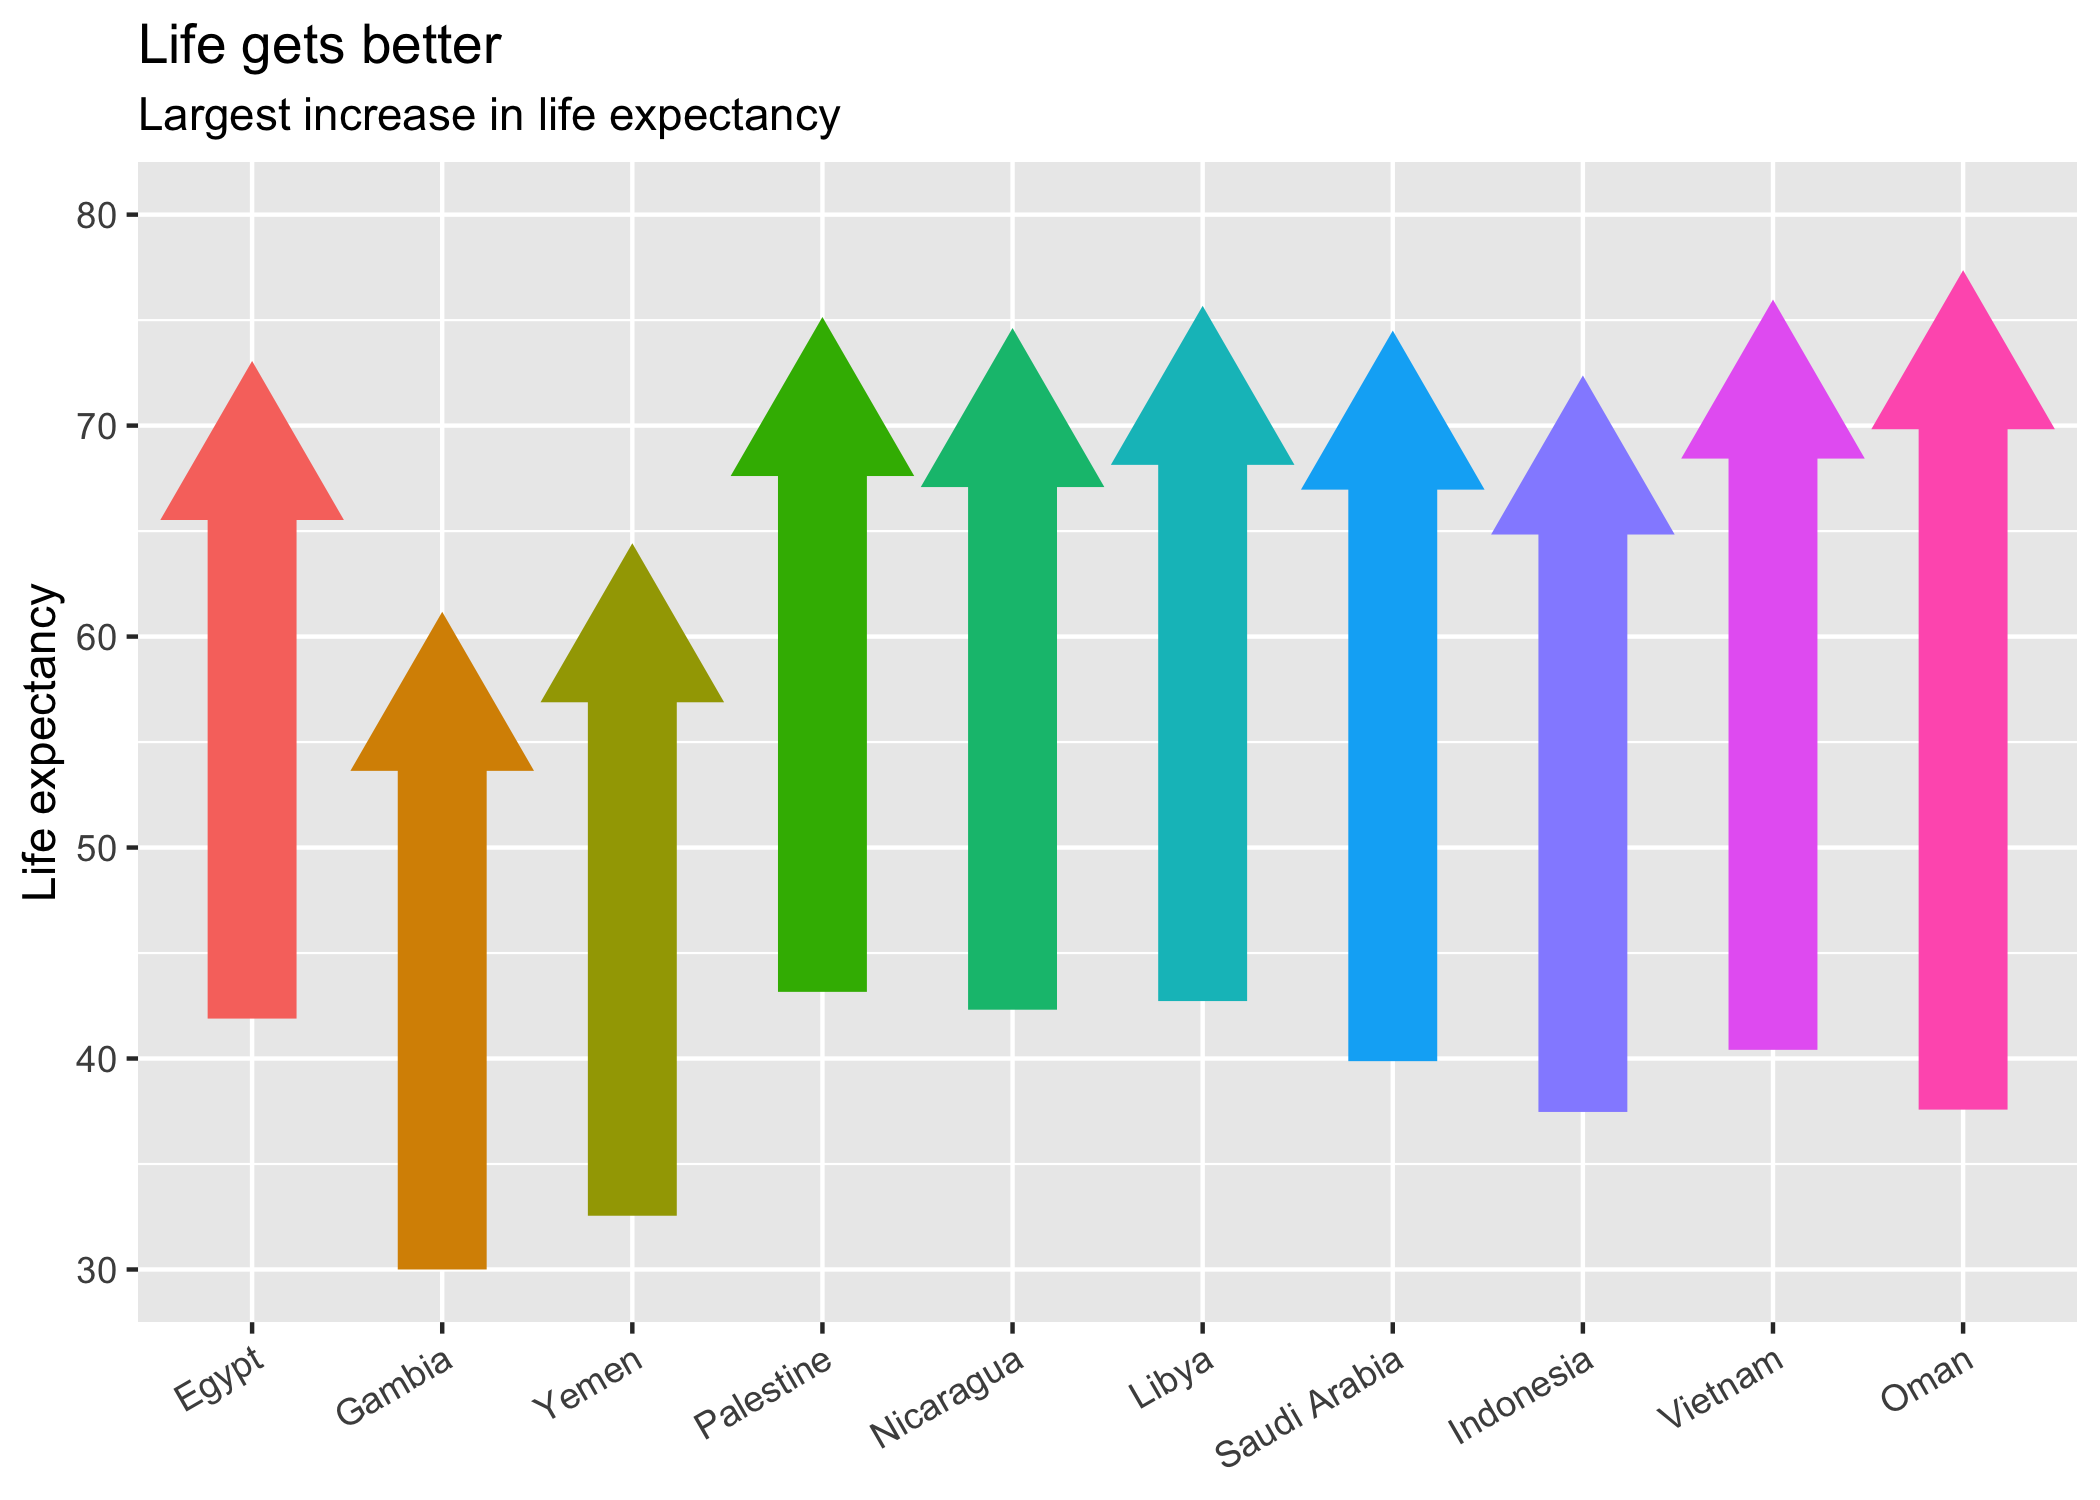 Life gets better
Largest increase in life expectancy
Life expectancy
80
70
60
50
40
30
Egypt
Gambia
Yemen
Palestine
Nicaragua
Libya
Saudi Arabia
Indonesia
Vietnam
Oman